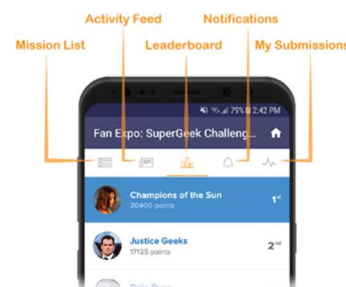 Activity Feed Notifications
Mission List Leaderboard My Submissions
79% 2:42 PM
Fan Expo: SuperGeek Challeng...
Champions of the Sun 1st
20400 points
Justice Geeks 2nd
17125 points